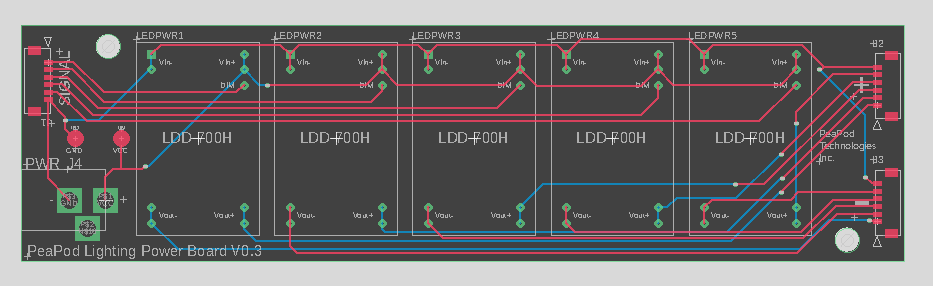 LEDPWR1
LEDPWR2
LEDPWR3
LEDPWR4
LEDPWR5
Vin- Vin+
Vin- Vin+
Vin- Vin+
Vin- Vin+
Vin- Vin+
DIM
DIM
DIM
DIM
DIM
SIGNAL
GND
VCC
LDD-700H
LDD-700H
LDD-700H
LDD-700H
LDD-700H
PeaPod
Technologies
Inc.
PWR J4
- +
+
-
Vout- Vout+
Vout- Vout+
Vout- Vout+
Vout- Vout+
Vout- Vout+
PeaPod Lighting Power Board V0.3